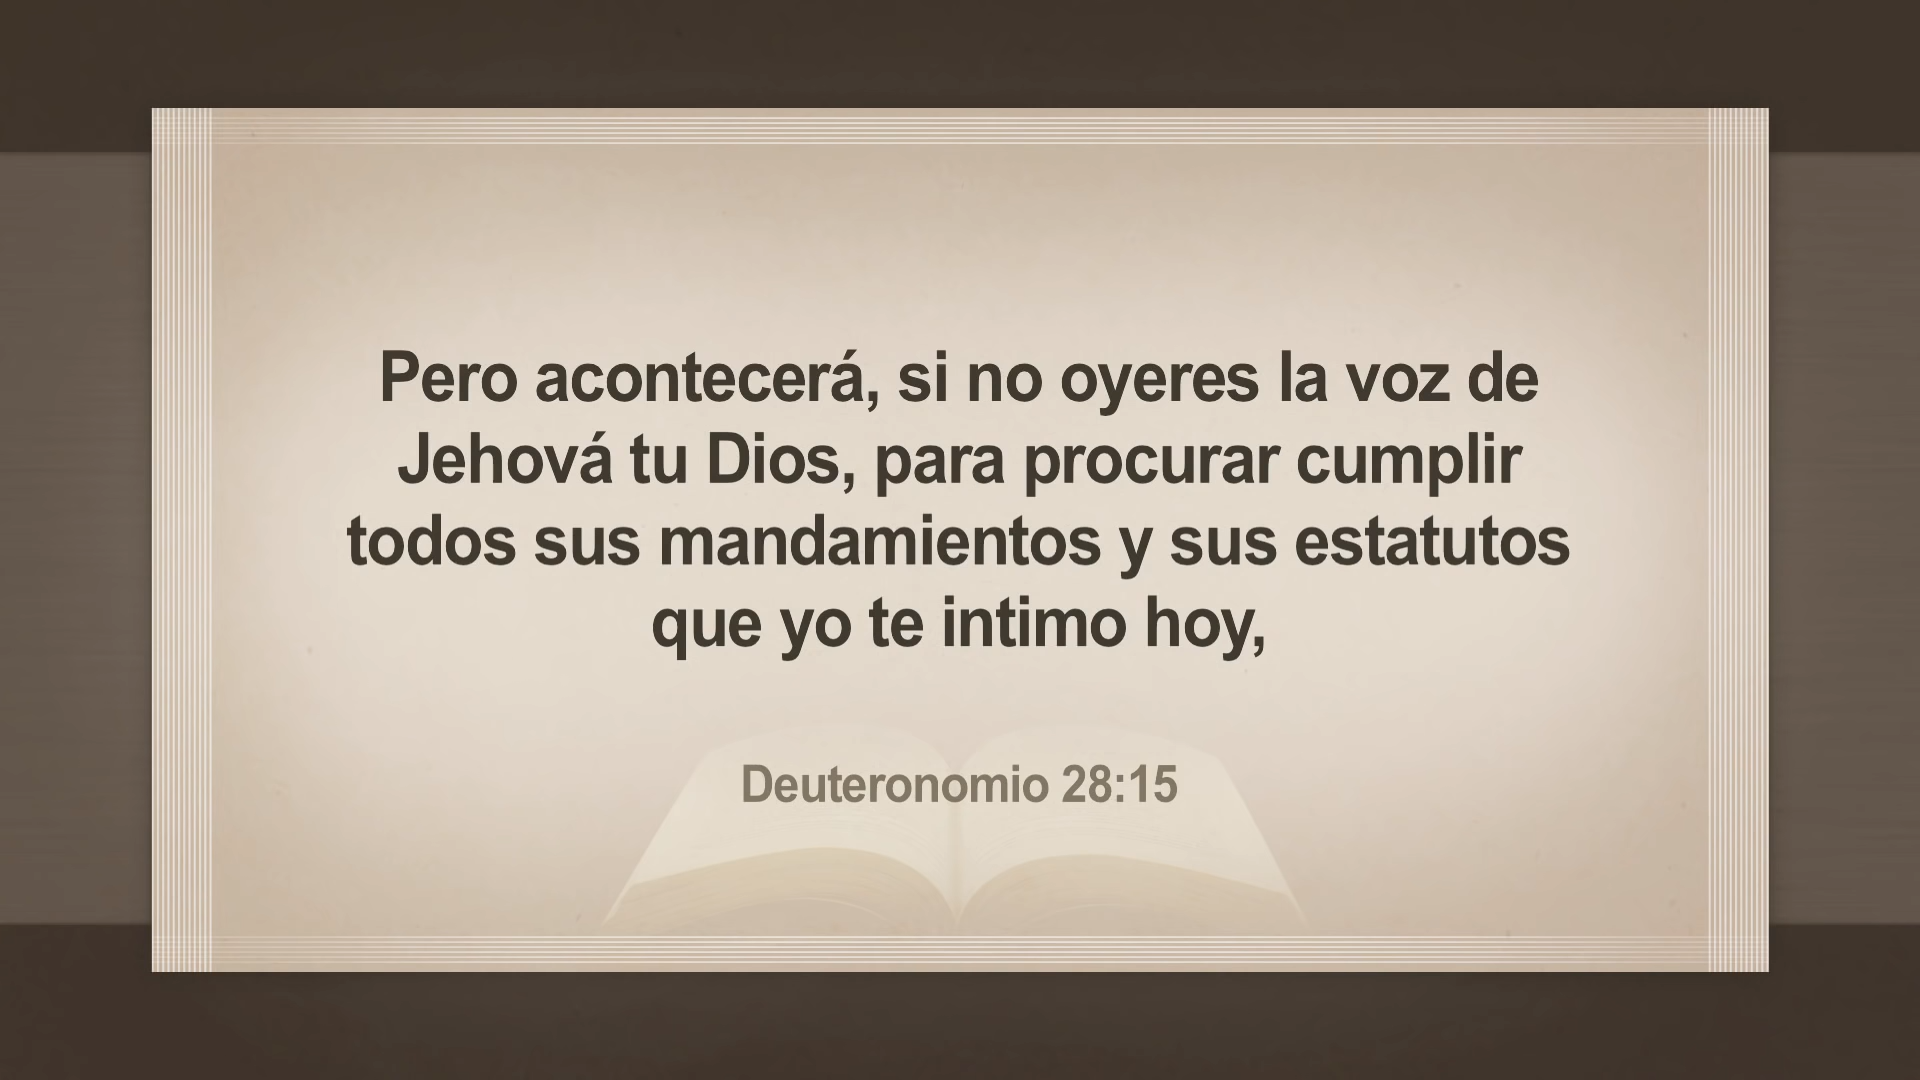 Pero acontecerá, si no oyeres la voz de
Jehová tu Dios, para procurar cumplir
todos sus mandamientos y sus estatutos
que yo te intimo hoy,
Deuteronomio 28:15